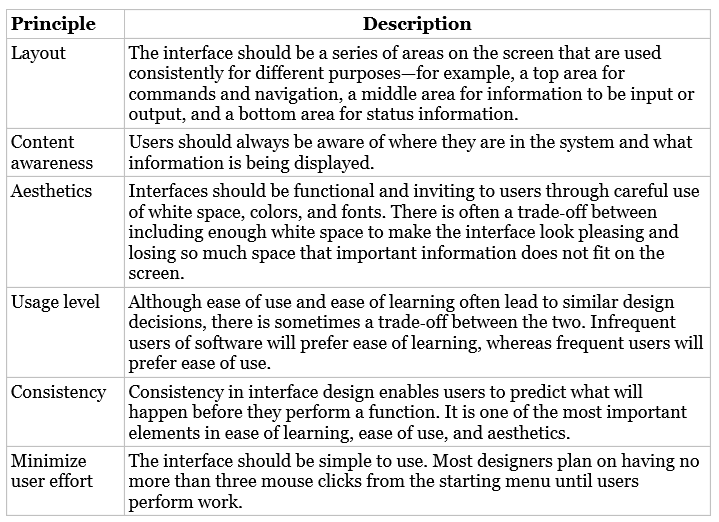 Principle Description
Layout The interface should be a series of areas on the screen that are used
consistently for different purposes—for example, a top area for
commands and navigation, a middle area for information to be input or
output, and a bottom area for status information.
Content Users should always be aware of where they are in the system and what
awareness information is being displayed.
Aesthetics Interfaces should be functional and inviting to users through careful use
of white space, colors, and fonts. There is often a trade-off between
including enough white space to make the interface look pleasing and
losing so much space that important information does not fit on the
screen.
Usage level Although ease of use and ease of learning often lead to similar design
decisions, there is sometimes a trade-off between the two. Infrequent
users of software will prefer ease of learning, whereas frequent users will
prefer ease of use.
Consistency Consistency in interface design enables users to predict what will
happen before they perform a function. It is one of the most important
elements in ease of learning, ease of use, and aesthetics.
Minimize The interface should be simple to use. Most designers plan on having no
user effort more than three mouse clicks from the starting menu until users
perform work.